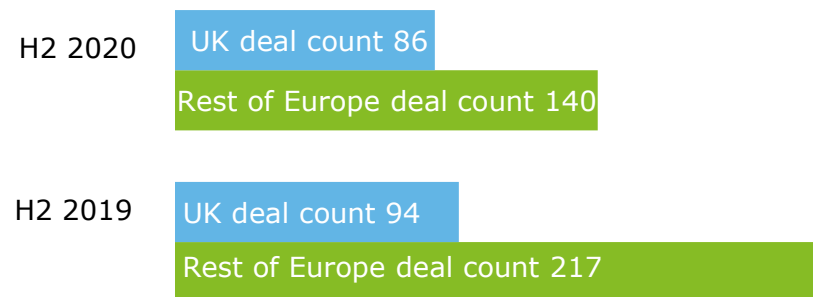 H2 2020
UK deal count 86
Rest of Europe deal count 140
H2 2019
UK deal count 94
Rest of Europe deal count 217